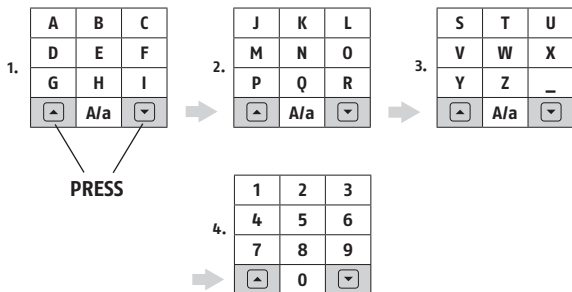 1.
A B C
D E F
G H I
A/a
PRESS
2.
J K L
M N O
P Q R
A/a
3.
S T U
V W X
Y Z _
A/a
4.
1 2 3
4 5 6
7 8 9
0